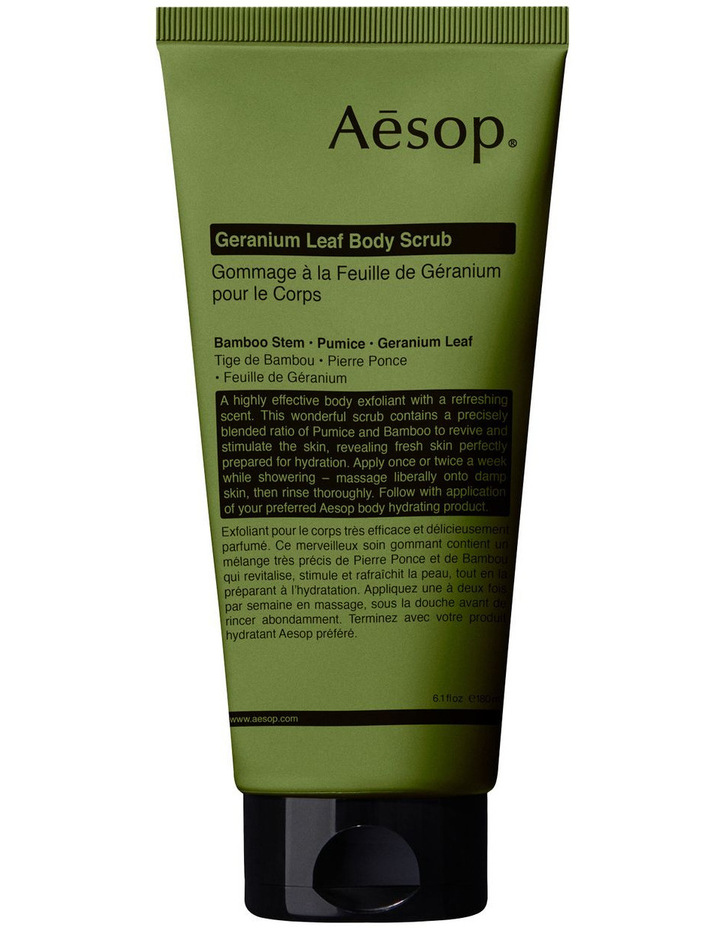 Aēsop.®
Geranium Leaf Body Scrub
Gommage à la Feuille de Géranium
pour le Corps
Bamboo Stem • Pumice • Geranium Leaf
Tige de Bambou • Pierre Ponce
• Feuille de Géranium
A highly effective body exfoliant with a refreshing
scent. This wonderful scrub contains a precisely
blended ratio of Pumice and Bamboo to revive and
stimulate the skin, revealing fresh skin perfectly
prepared for hydration. Apply once or twice a week
while showering – massage liberally onto damp
skin, then rinse thoroughly. Follow with application
of your preferred Aesop body hydrating product.
Exfoliant pour le corps très efficace et délicieusement
parfumé. Ce merveilleux soin gommant contient un
mélange très précis de Pierre Ponce et de Bambou
qui revitalise, stimule et rafraîchit la peau, tout en la
préparant à l'hydratation. Appliquez une à deux fois
par semaine en massage, sous la douche avant de
rincer abondamment. Terminez avec votre produit
hydratant Aesop préféré.
6.1 fl oz ℮180
www.aesop.com